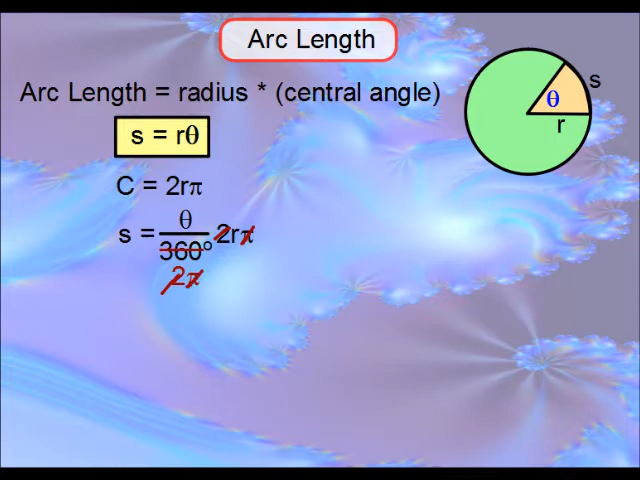 Arc Length
Arc Length = radius * (central angle)
s = rθ
C = 2rπ
s = θ/360° 2rπ
2π
s
θ
r